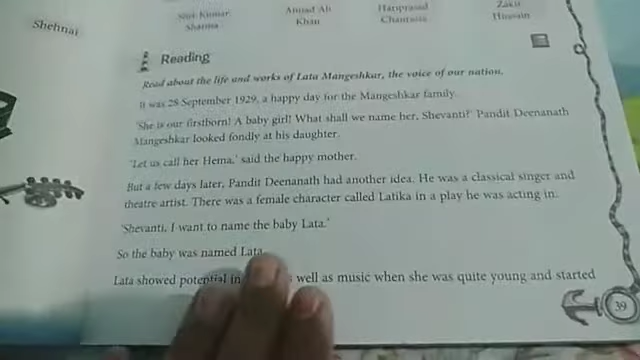 Shehnai
Shiv Kumar
Sharma
Amjad Ali
Khan
Hariprasad
Chaurasia
Zakir
Hussain
Reading
Read about the life and works of Lata Mangeshkar, the voice of our nation.
It was 28 September 1929, a happy day for the Mangeshkar family.
'She is our firstborn! A baby girl! What shall we name her, Shevanti?' Pandit Deenanath
Mangeshkar looked fondly at his daughter.
'Let us call her Hema,' said the happy mother.
But a few days later, Pandit Deenanath had another idea. He was a classical singer and
theatre artist. There was a female character called Latika in a play he was acting in.
'Shevanti, I want to name the baby Lata.'
So the baby was named Lata.
Lata showed potential in well as music when she was quite young and started
39